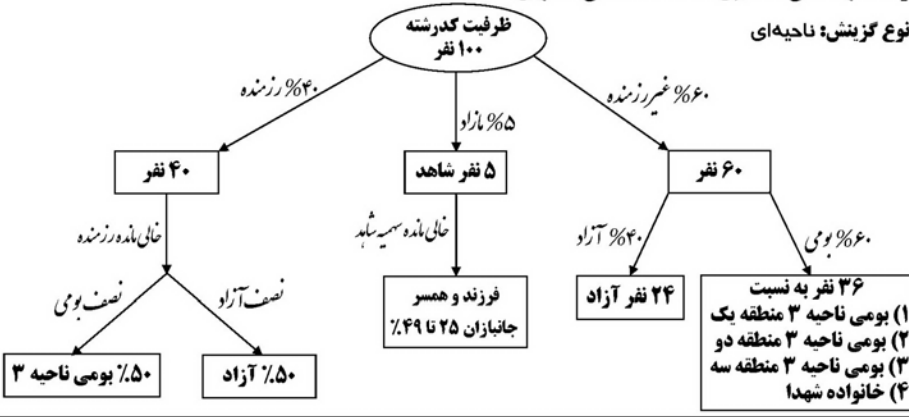 نوع گزینش: ناحیه‌ای
ظرفیت کدرشته
۱۰۰ نفر
%۶۰ غیررزمنده
%۵ مازاد
%۴۰ رزمنده
۶۰ نفر
۵ نفر شاهد
۴۰ نفر
%۶۰ بومی
%۴۰ آزاد
خالی مانده سهمیه شاهد
خالی مانده رزمنده
۳۶ نفر به نسبت
۱) بومی ناحیه ۳ منطقه یک
۲) بومی ناحیه ۳ منطقه دو
۳) بومی ناحیه ۳ منطقه سه
۴) خانواده شهدا
۲۴ نفر آزاد
فرزند و همسر
جانبازان ۲۵ تا ۴۹٪
نصف آزاد
نصف بومی
۵۰٪ آزاد
۵۰٪ بومی ناحیه ۳